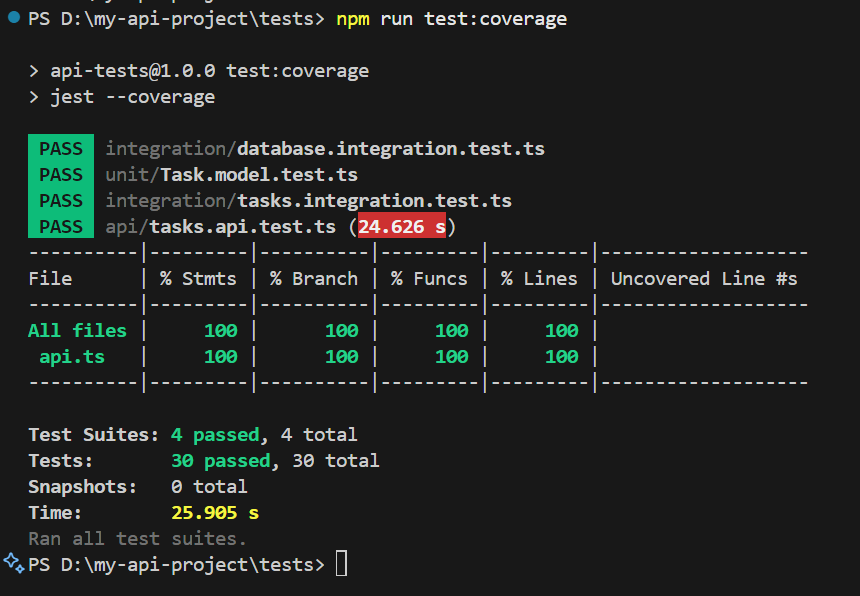 PS D:\my-api-project\tests> npm run test:coverage
> api-tests@1.0.0 test:coverage
> jest --coverage
PASS integration/database.integration.test.ts
PASS unit/Task.model.test.ts
PASS integration/tasks.integration.test.ts
PASS api/tasks.api.test.ts (24.626 s)
----------|---------|----------|---------|---------|-------------------
File      | % Stmts | % Branch | % Funcs | % Lines | Uncovered Line #s
----------|---------|----------|---------|---------|-------------------
All files |     100 |      100 |     100 |     100 |
 api.ts   |     100 |      100 |     100 |     100 |
----------|---------|----------|---------|---------|-------------------
Test Suites: 4 passed, 4 total
Tests:       30 passed, 30 total
Snapshots:   0 total
Time:        25.905 s
Ran all test suites.
PS D:\my-api-project\tests>